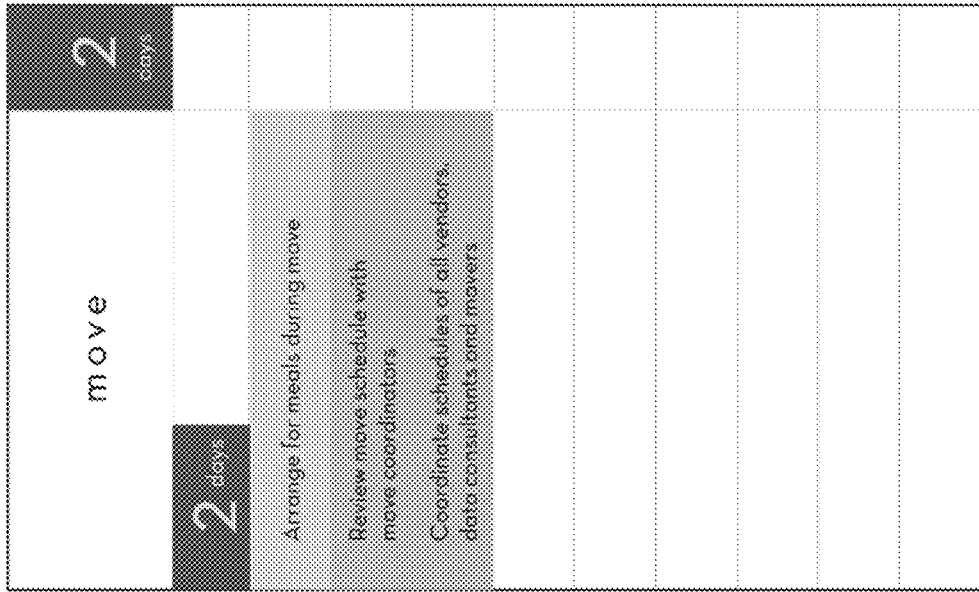 move
2
days
2 days
Arrange for meals during move
Review move schedule with
move coordinators
Coordinate schedules of all vendors,
data consultants and movers